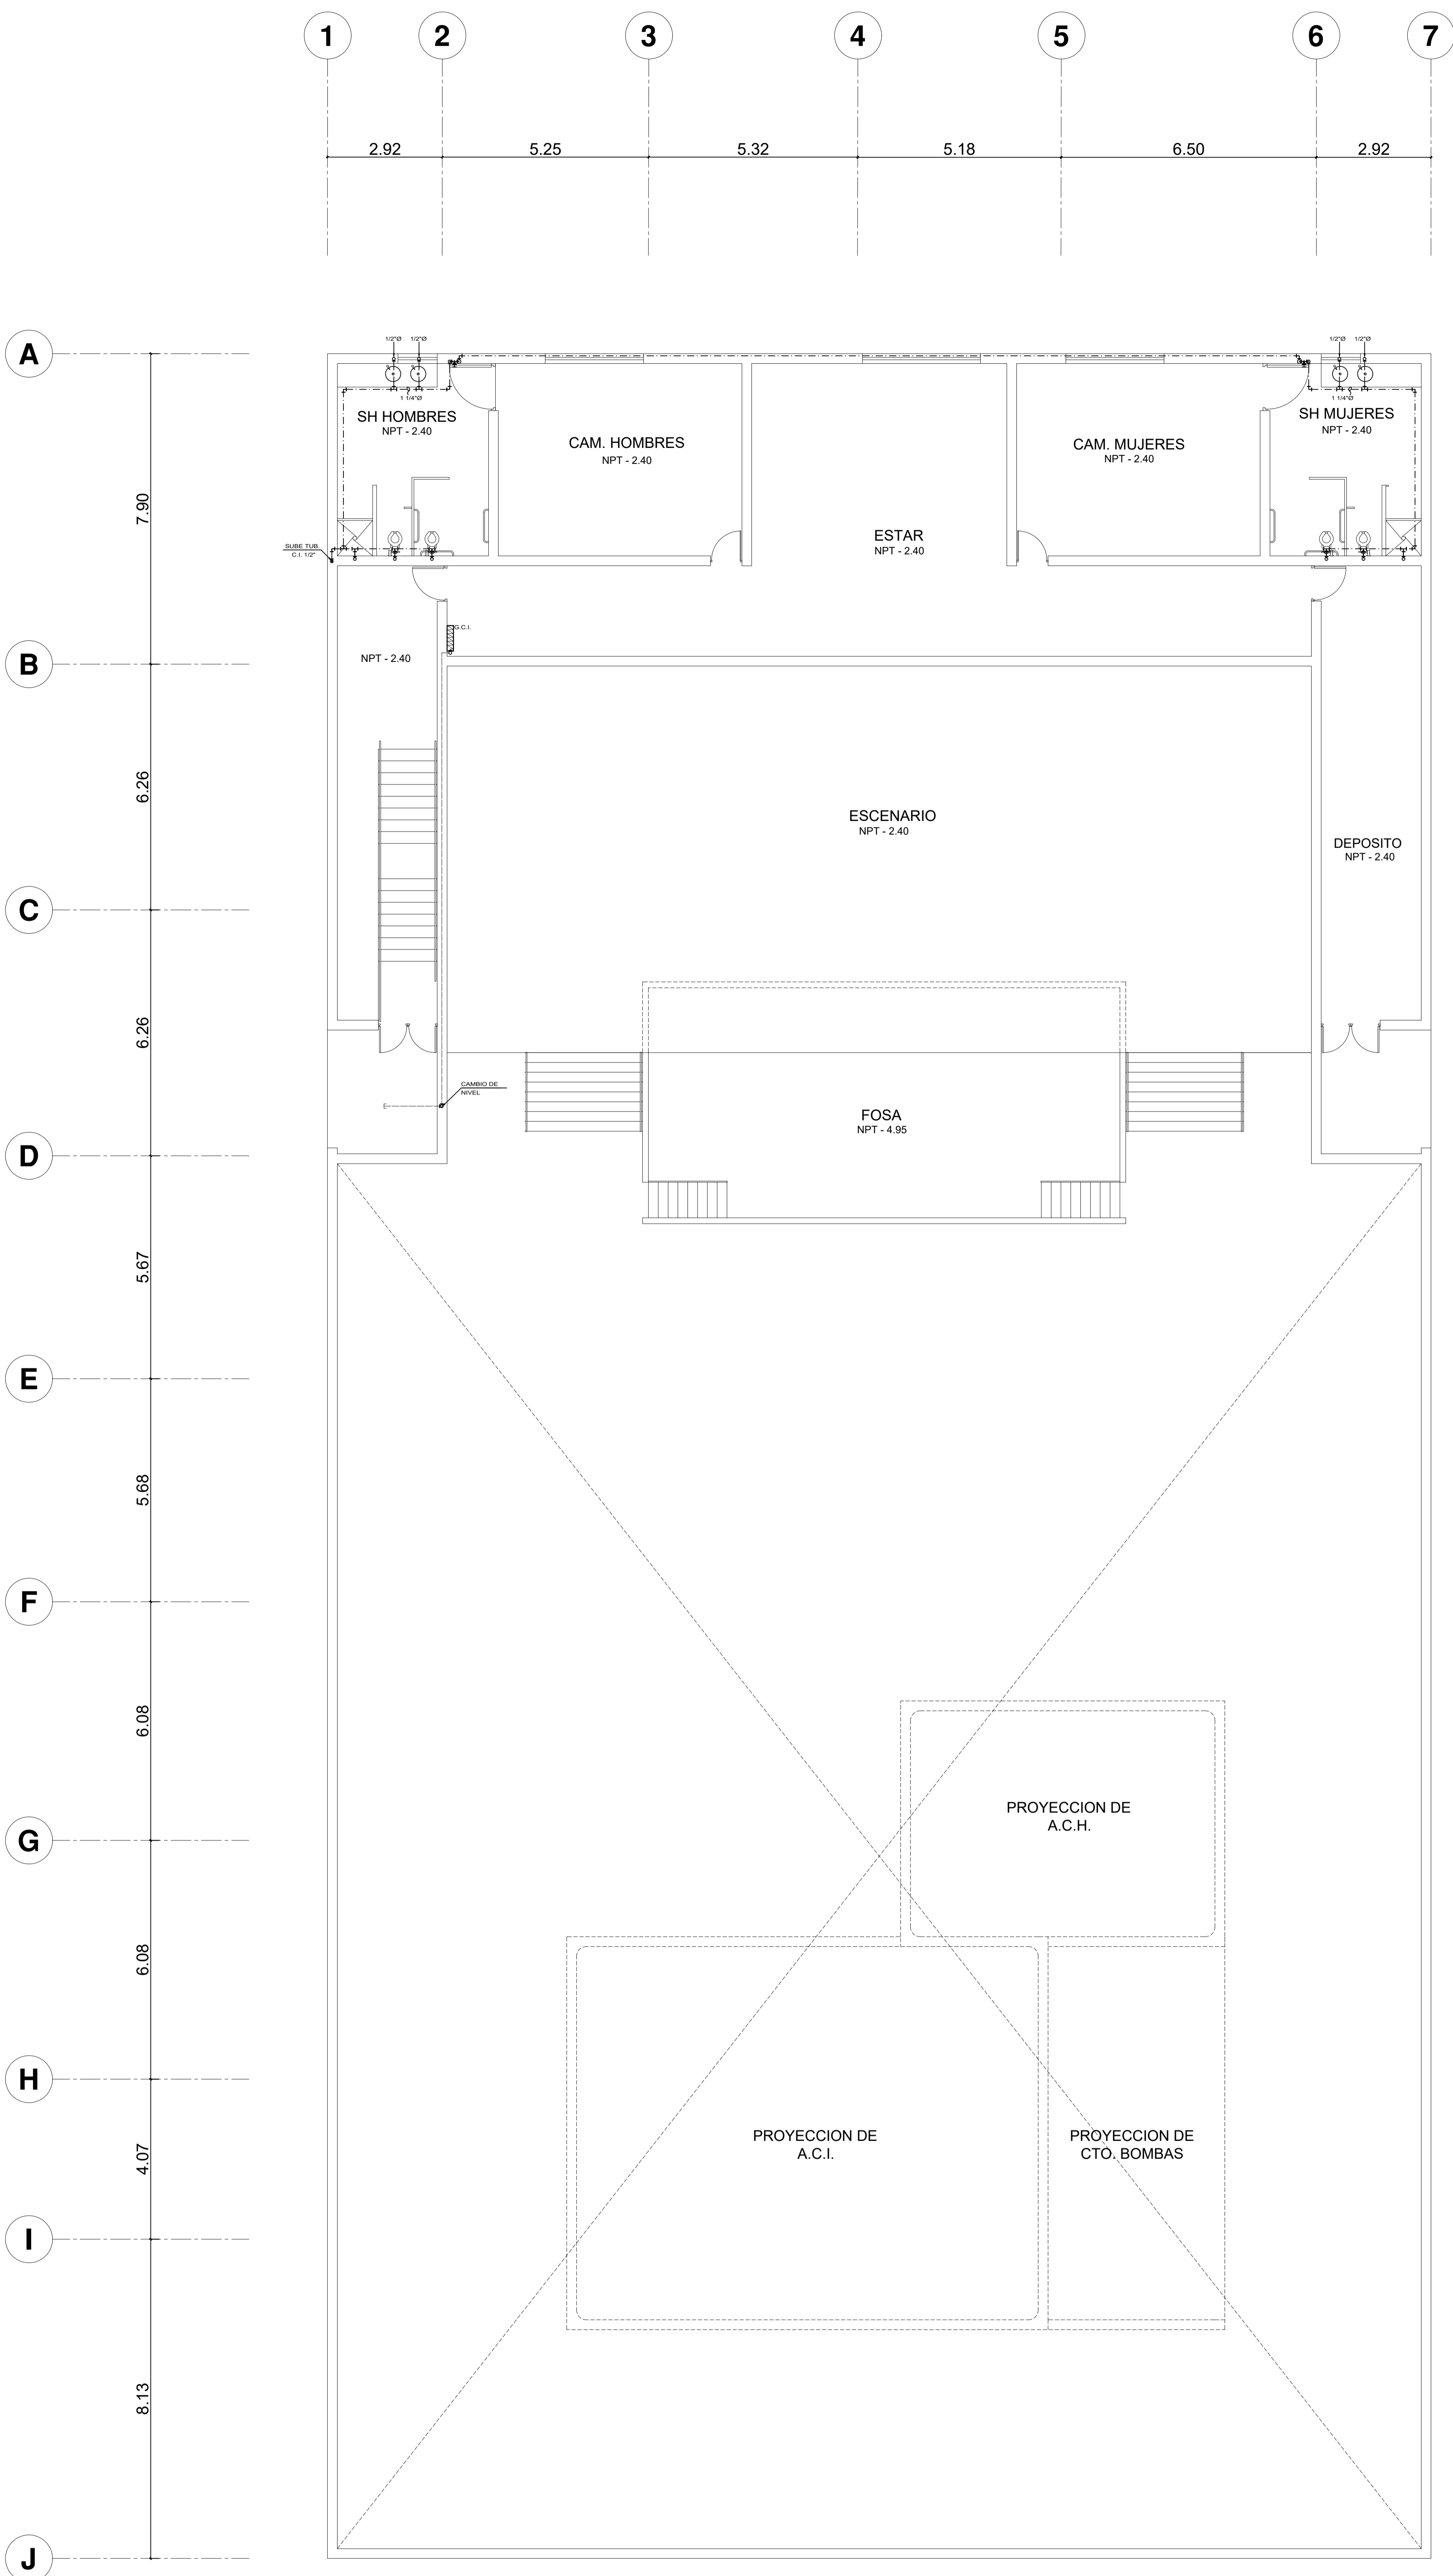 1 2 3 4 5 6 7
2.92 5.25 5.32 5.18 6.50 2.92
A
1/2"Ø 1/2"Ø
1/2"Ø 1/2"Ø
1 1/4"Ø
1 1/4"Ø
SH HOMBRES
NPT - 2.40
CAM. HOMBRES
NPT - 2.40
CAM. MUJERES
NPT - 2.40
SH MUJERES
NPT - 2.40
7.90
ESTAR
NPT - 2.40
SUBE TUB.
C.I. 1/2"
G.C.I.
NPT - 2.40
B
6.26
ESCENARIO
NPT - 2.40
DEPOSITO
NPT - 2.40
C
6.26
CAMBIO DE
NIVEL
FOSA
NPT - 4.95
D
5.67
E
5.68
F
6.08
PROYECCION DE
A.C.H.
G
6.08
H
PROYECCION DE
A.C.I.
PROYECCION DE
CTO. BOMBAS
4.07
I
8.13
J